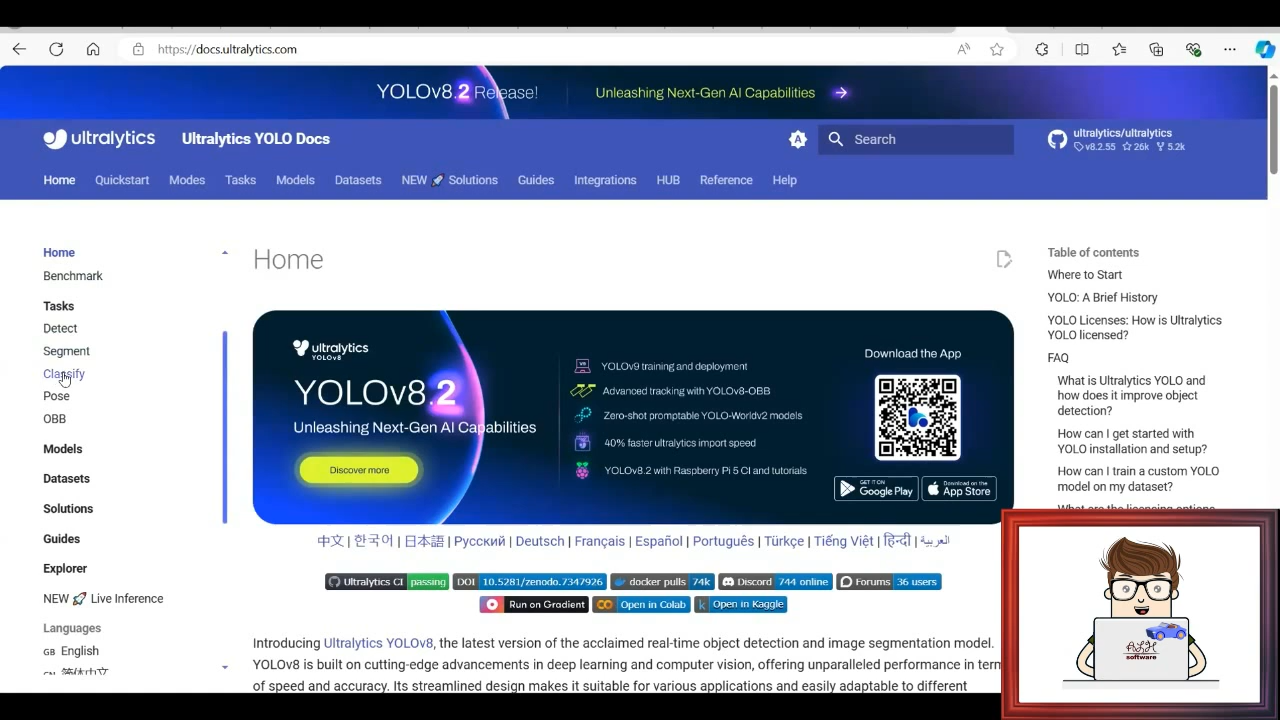 https://docs.ultralytics.com
YOLOv8.2 Release!
Unleashing Next-Gen AI Capabilities →
ultralytics
Ultralytics YOLO Docs
Search
ultralytics/ultralytics
v8.2.55 26k 5.2k
Home Quickstart Modes Tasks Models Datasets NEW 🚀 Solutions Guides Integrations HUB Reference Help
Home
Benchmark
Tasks
Detect
Segment
Classify
Pose
OBB
Models
Datasets
Solutions
Guides
Explorer
NEW 🚀 Live Inference
Languages
GB English
CN 简体中文
Home
ultralytics
YOLOV8
YOLOv8.2
Unleashing Next-Gen AI Capabilities
Discover more
YOLOv9 training and deployment
Advanced tracking with YOLOv8-OBB
Zero-shot promptable YOLO-Worldv2 models
40% faster ultralytics import speed
YOLOv8.2 with Raspberry Pi 5 CI and tutorials
Download the App
GET IT ON
Google Play
Download on the
App Store
中文 | 한국어 | 日本語 | Русский | Deutsch | Français | Español | Português | Türkçe | Tiếng Việt | हिन्दी | العربية
Ultralytics CI passing DOI 10.5281/zenodo.7347926 docker pulls 74k Discord 744 online Forums 36 users
Run on Gradient Open in Colab Open in Kaggle
Introducing Ultralytics YOLOv8, the latest version of the acclaimed real-time object detection and image segmentation model.
YOLOv8 is built on cutting-edge advancements in deep learning and computer vision, offering unparalleled performance in term
of speed and accuracy. Its streamlined design makes it suitable for various applications and easily adaptable to different
Table of contents
Where to Start
YOLO: A Brief History
YOLO Licenses: How is Ultralytics
YOLO licensed?
FAQ
What is Ultralytics YOLO and
how does it improve object
detection?
How can I get started with
YOLO installation and setup?
How can I train a custom YOLO
model on my dataset?
What are the licensing options
software